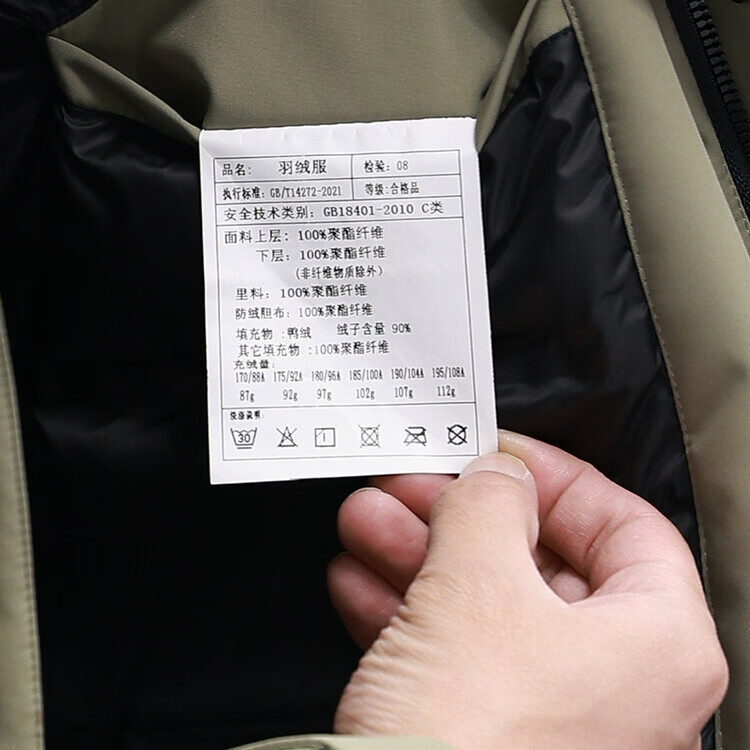 品名: 羽绒服 检验: 08
执行标准: GB/T14272-2021 等级:合格品
安全技术类别: GB18401-2010 C类
面料上层: 100%聚酯纤维
下层: 100%聚酯纤维
(非纤维物质除外)
里料: 100%聚酯纤维
防绒胆布: 100%聚酯纤维
填充物 :鸭绒 绒子含量 90%
其它填充物 :100%聚酯纤维
充绒量:
170/88A 175/92A 180/96A 185/100A 190/104A 195/108A
87g 92g 97g 102g 107g 112g
洗涤说明:
30